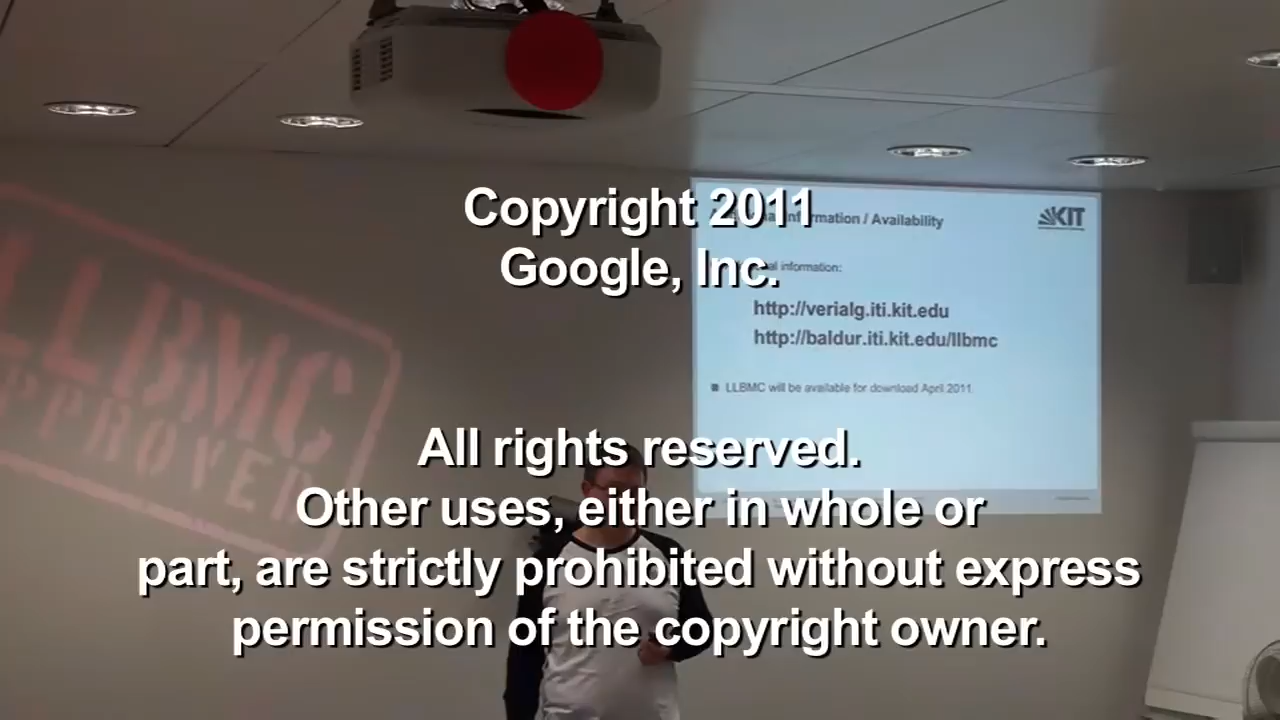 Copyright 2011
Google, Inc.
Information / Availability
KIT
information:
http://verialg.iti.kit.edu
http://baldur.iti.kit.edu/llbmc
LLBMC will be available for download April 2011
LLBMC
APPROVED
All rights reserved.
Other uses, either in whole or
part, are strictly prohibited without express
permission of the copyright owner.